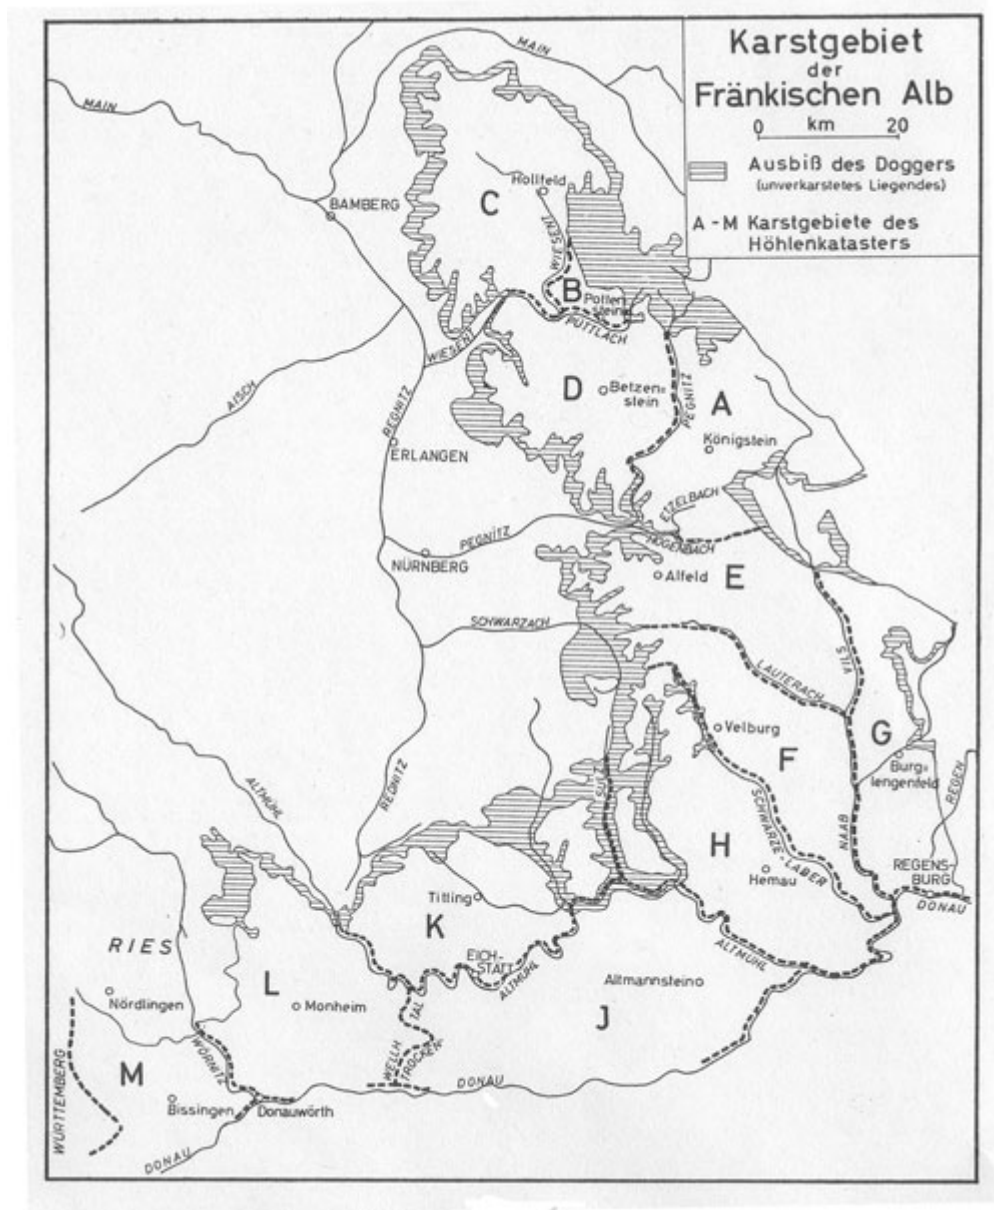 Karstgebiet
der
Fränkischen Alb
0 km 20
Ausbiß des Doggers
(unverkarstetes Liegendes)
A - M Karstgebiete des
Höhlenkatasters
MAIN
MAIN
BAMBERG
Hollfeld
C
WIESENT
B
Potten-
stein
PÜTTLACH
WIESENT
D
Betzen=
stein
A
PEGNITZ
Königstein
AISCH
REGNITZ
ERLANGEN
ETZELBACH
PEGNITZ
HÖGENBACH
NÜRNBERG
Alfeld
E
SCHWARZACH
VILS
LAUTERACH
G
Velburg
F
Burg=
lengenfeld
REGEN
ALTMÜHL
REDNITZ
SULZ
SCHWARZE - LABER
NAAB
H
Hemau
REGENS-
BURG
DONAU
Titting
K
RIES
EICH-
STÄTT
ALTMÜHL
ALTMÜHL
L
Altmannstein
Nördlingen
Monheim
J
TAL
WELLH.
TROCKEN-
WÖRNITZ
M
DONAU
WÜRTTEMBERG
Bissingen
Donauwörth
DONAU